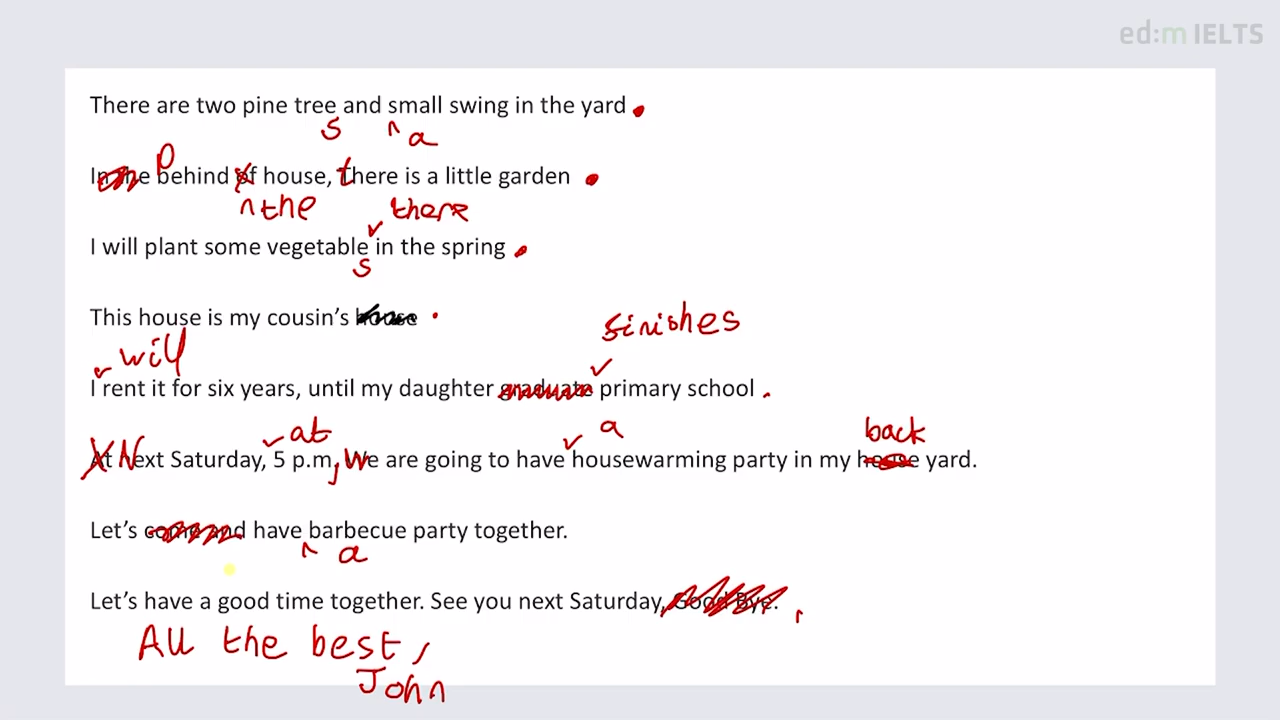 ed:m IELTS
There are two pine tree and small swing in the yard.
s ^ a
In the behind of house, There is a little garden.
^ the there
I will plant some vegetable in the spring.
s
This house is my cousin's house.
will finishes
I rent it for six years, until my daughter graduate primary school.
at a back
At next Saturday, 5 p.m, We are going to have housewarming party in my house yard.
N w
Let's come and have barbecue party together.
^ a
Let's have a good time together. See you next Saturday, Good Bye.
All the best,
John